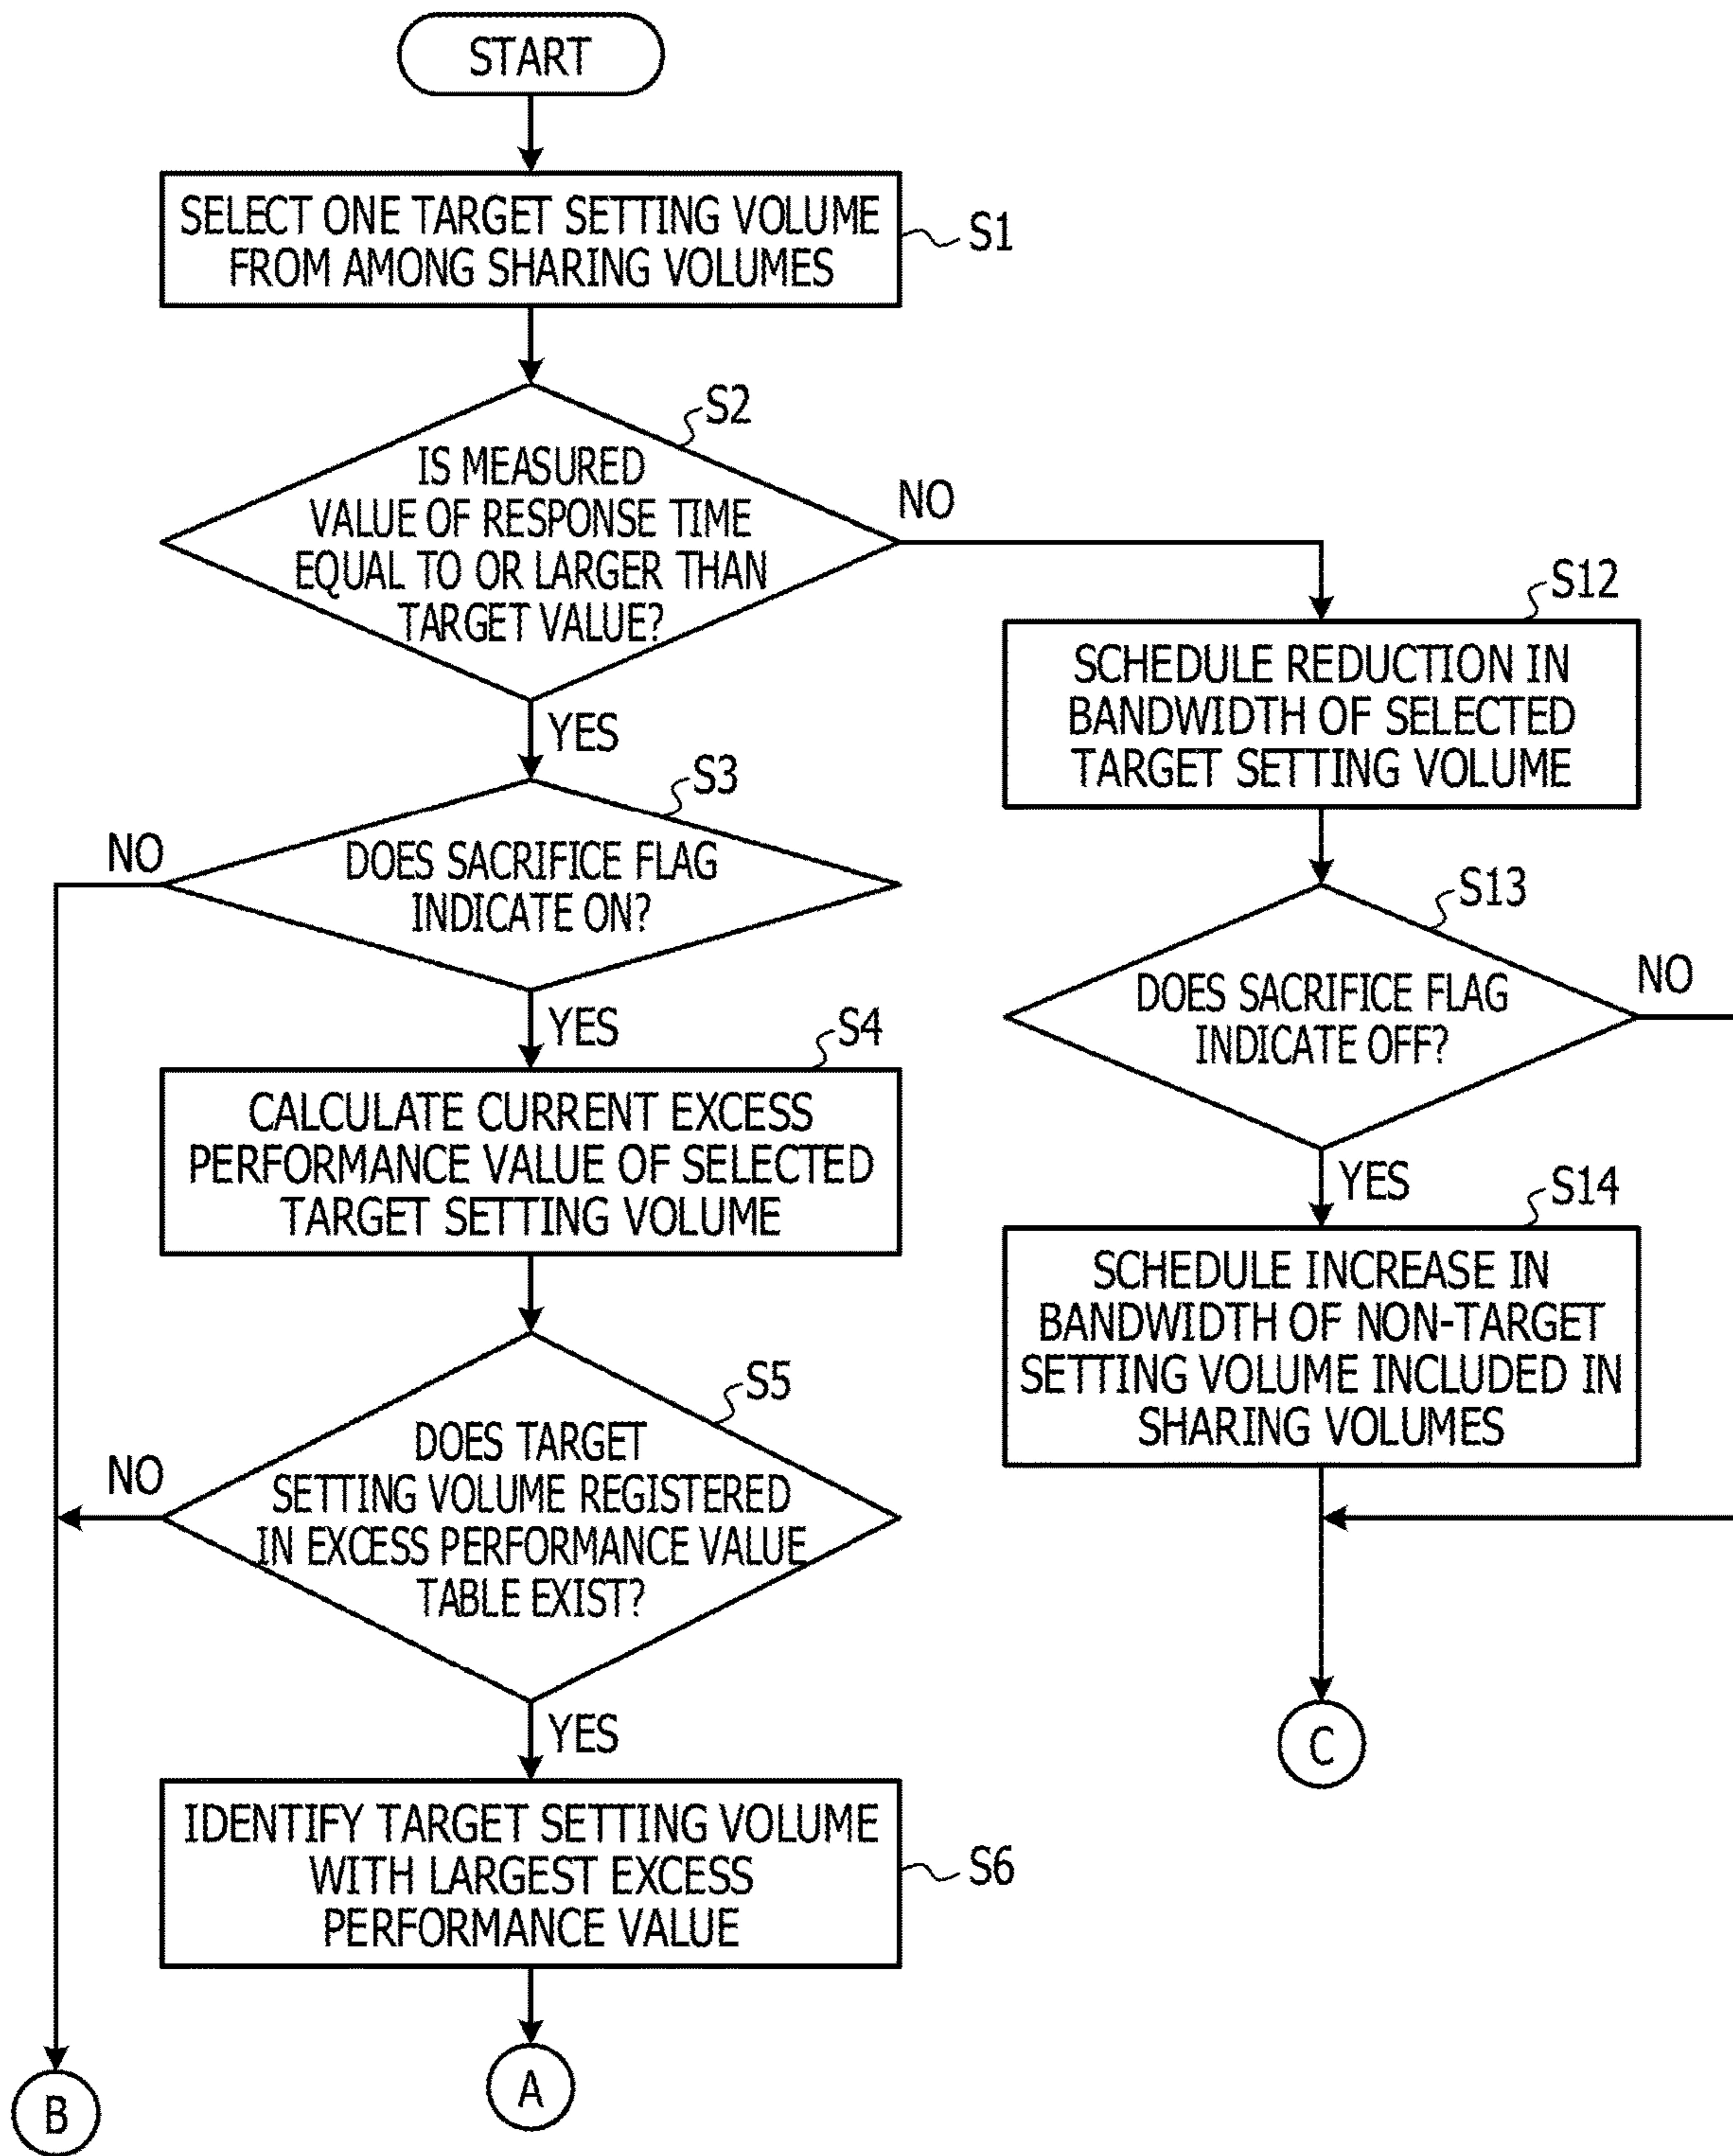 START
SELECT ONE TARGET SETTING VOLUME
FROM AMONG SHARING VOLUMES
S1
S2
IS MEASURED
VALUE OF RESPONSE TIME
EQUAL TO OR LARGER THAN
TARGET VALUE?
NO
YES
S3
DOES SACRIFICE FLAG
INDICATE ON?
NO
YES
S4
CALCULATE CURRENT EXCESS
PERFORMANCE VALUE OF SELECTED
TARGET SETTING VOLUME
S5
DOES TARGET
SETTING VOLUME REGISTERED
IN EXCESS PERFORMANCE VALUE
TABLE EXIST?
NO
YES
IDENTIFY TARGET SETTING VOLUME
WITH LARGEST EXCESS
PERFORMANCE VALUE
S6
A
B
S12
SCHEDULE REDUCTION IN
BANDWIDTH OF SELECTED
TARGET SETTING VOLUME
S13
DOES SACRIFICE FLAG
INDICATE OFF?
NO
YES
S14
SCHEDULE INCREASE IN
BANDWIDTH OF NON-TARGET
SETTING VOLUME INCLUDED IN
SHARING VOLUMES
C